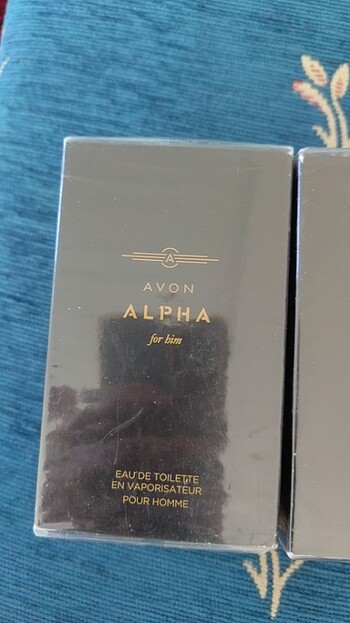 A
AVON
ALPHA
for him
EAU DE TOILETTE
EN VAPORISATEUR
POUR HOMME